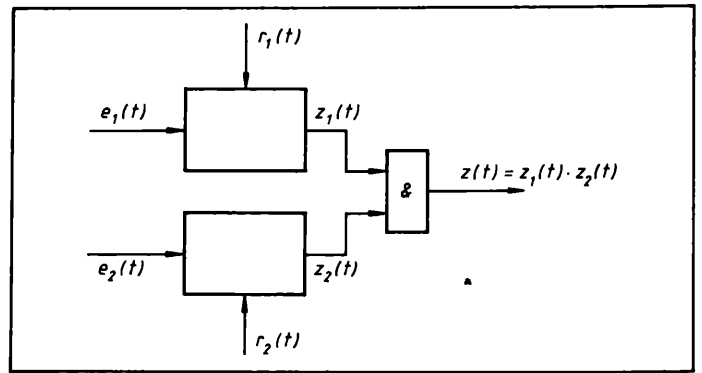 r₁(t)
e₁(t)
z₁(t)
&
z(t) = z₁(t) · z₂(t)
e₂(t)
z₂(t)
r₂(t)